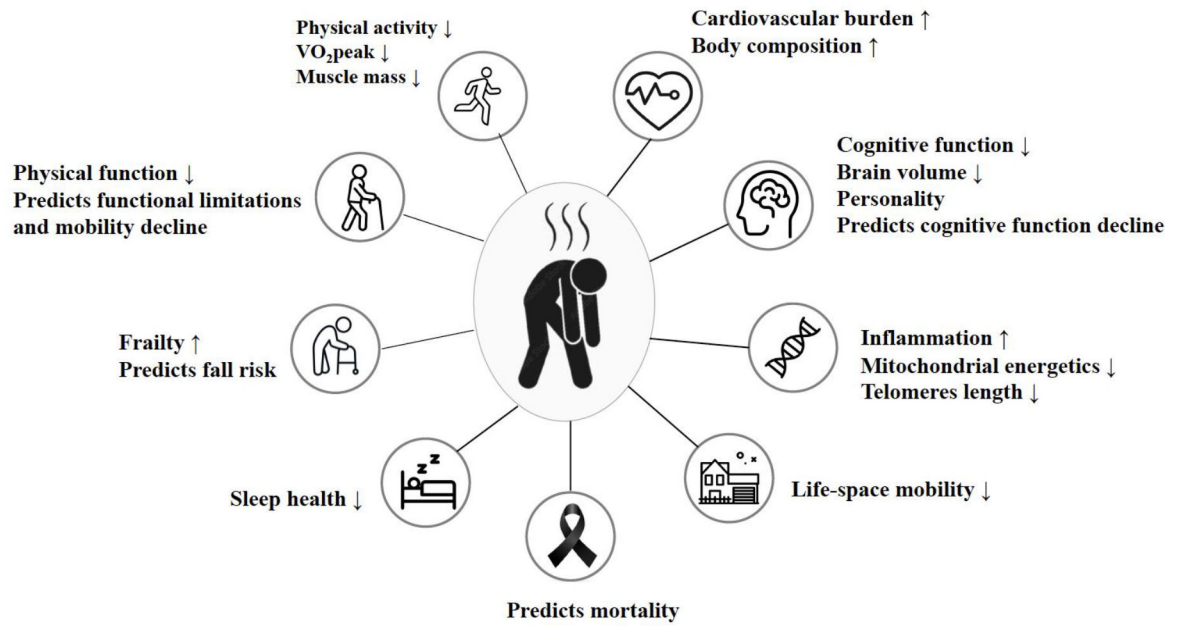 Physical activity ↓
VO₂peak ↓
Muscle mass ↓
Cardiovascular burden ↑
Body composition ↑
Cognitive function ↓
Brain volume ↓
Personality
Predicts cognitive function decline
Physical function ↓
Predicts functional limitations
and mobility decline
Frailty ↑
Predicts fall risk
Inflammation ↑
Mitochondrial energetics ↓
Telomeres length ↓
Sleep health ↓
z z
Life-space mobility ↓
Predicts mortality